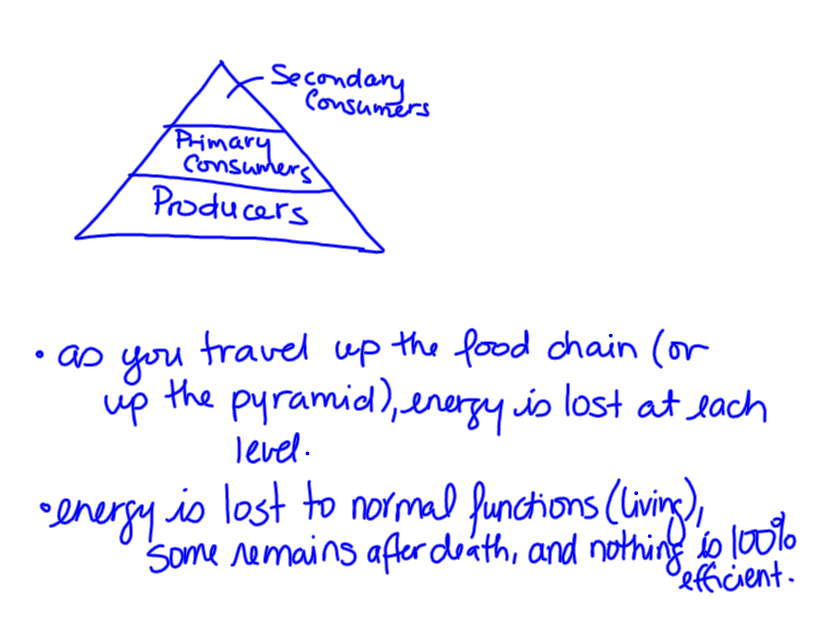 Secondary
Consumers
Primary
Consumers
Producers
• as you travel up the food chain (or
up the pyramid), energy is lost at each
level.
• energy is lost to normal functions (living),
some remains after death, and nothing is 100%
efficient.